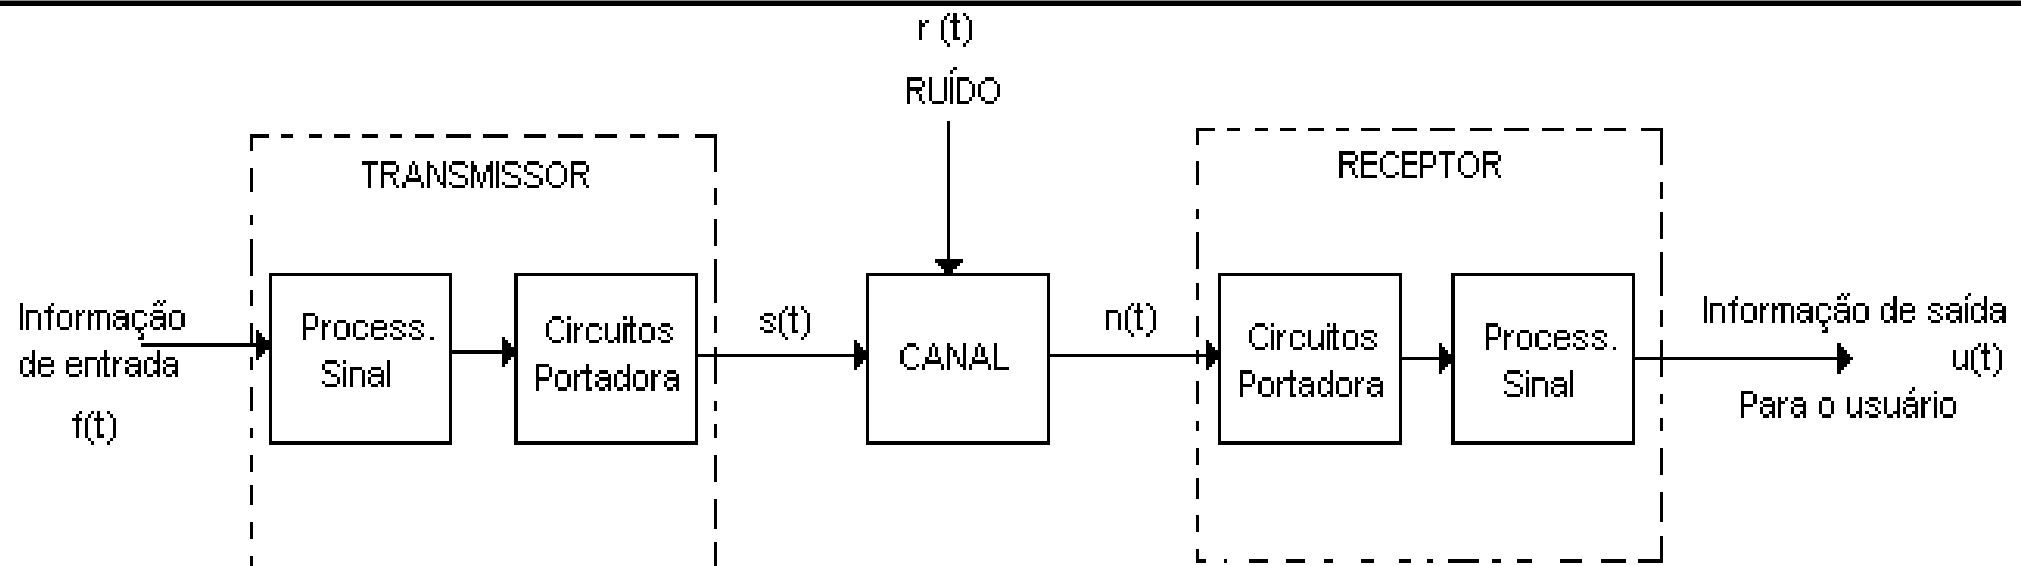 r (t)
RUÍDO
TRANSMISSOR
RECEPTOR
Informação
de entrada
f(t)
Process.
Sinal
Circuitos
Portadora
s(t)
CANAL
n(t)
Circuitos
Portadora
Process.
Sinal
Informação de saída
u(t)
Para o usuário